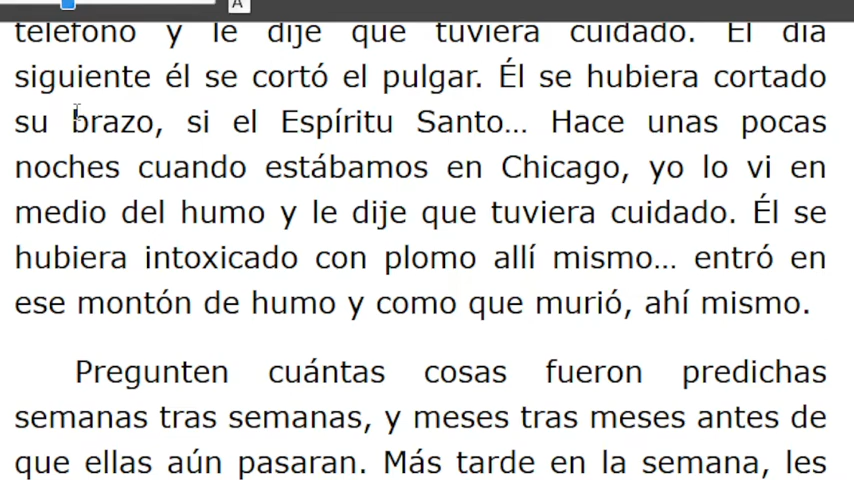 A
teléfono y le dije que tuviera cuidado. El día
siguiente él se cortó el pulgar. Él se hubiera cortado
su brazo, si el Espíritu Santo… Hace unas pocas
noches cuando estábamos en Chicago, yo lo vi en
medio del humo y le dije que tuviera cuidado. Él se
hubiera intoxicado con plomo allí mismo… entró en
ese montón de humo y como que murió, ahí mismo.
Pregunten cuántas cosas fueron predichas
semanas tras semanas, y meses tras meses antes de
que ellas aún pasaran. Más tarde en la semana, les